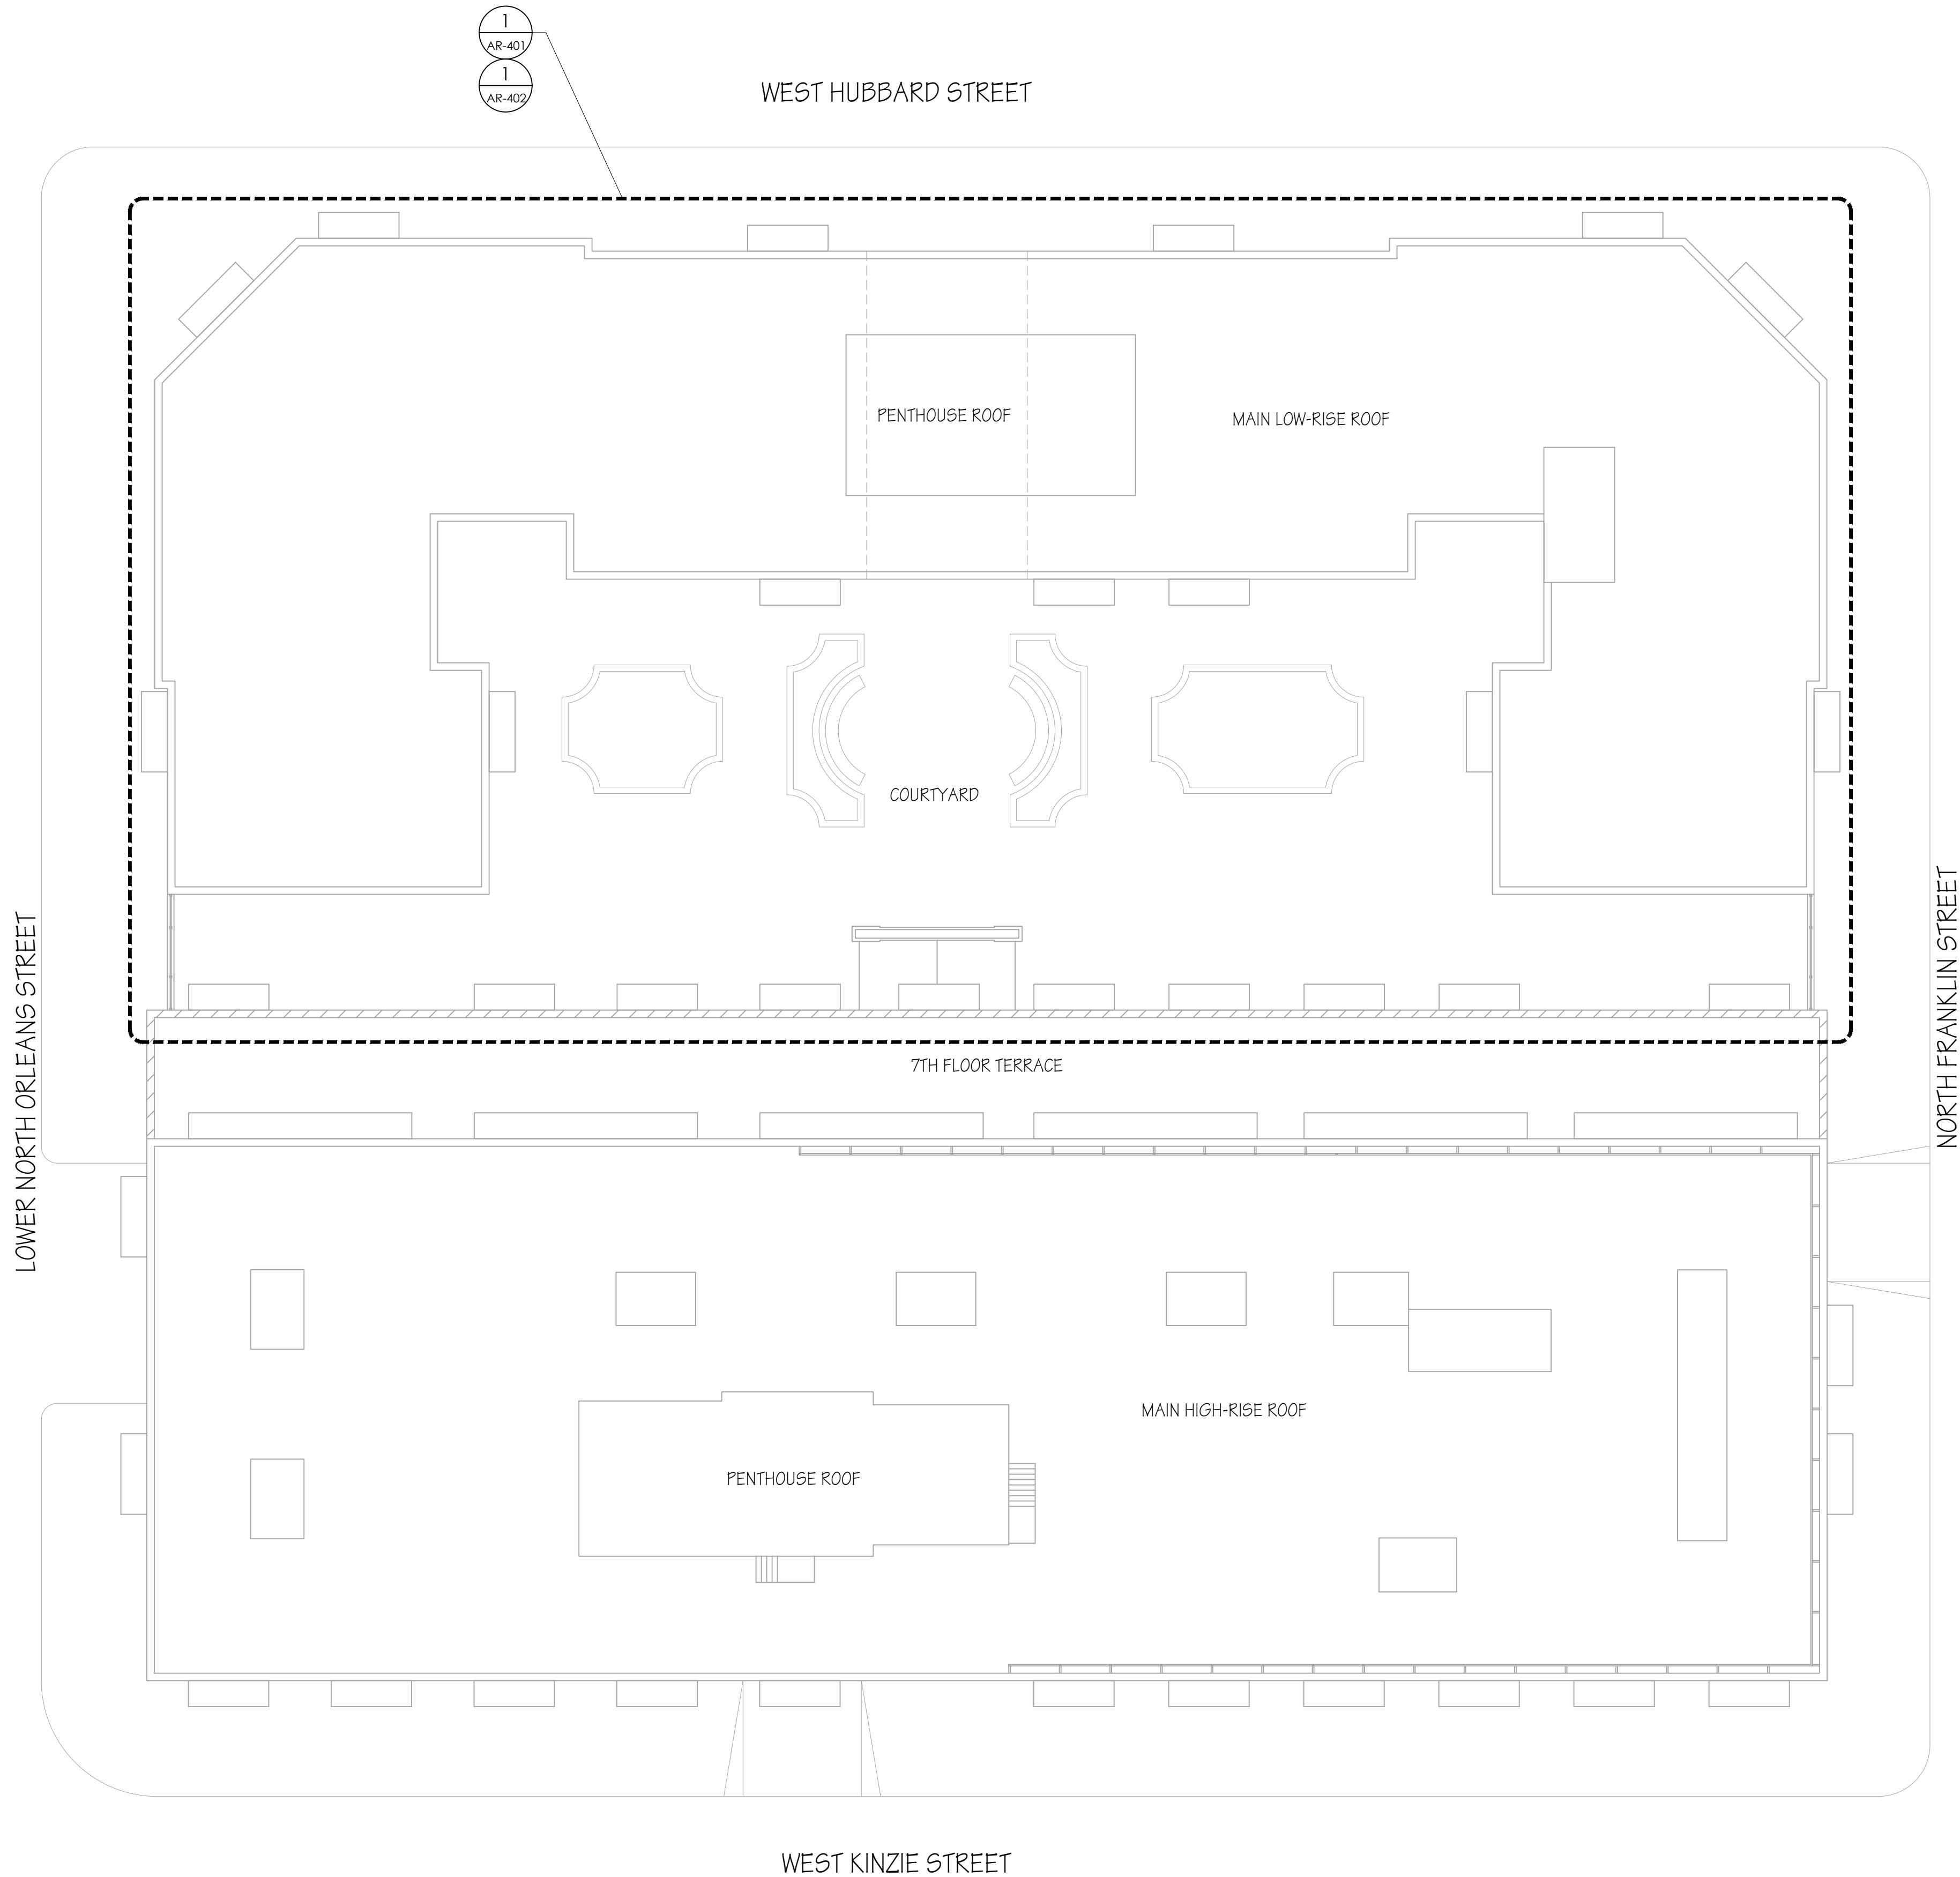 1
AR-401
1
AR-402
WEST HUBBARD STREET
PENTHOUSE ROOF
MAIN LOW-RISE ROOF
COURTYARD
LOWER NORTH ORLEANS STREET
NORTH FRANKLIN STREET
7TH FLOOR TERRACE
MAIN HIGH-RISE ROOF
PENTHOUSE ROOF
WEST KINZIE STREET